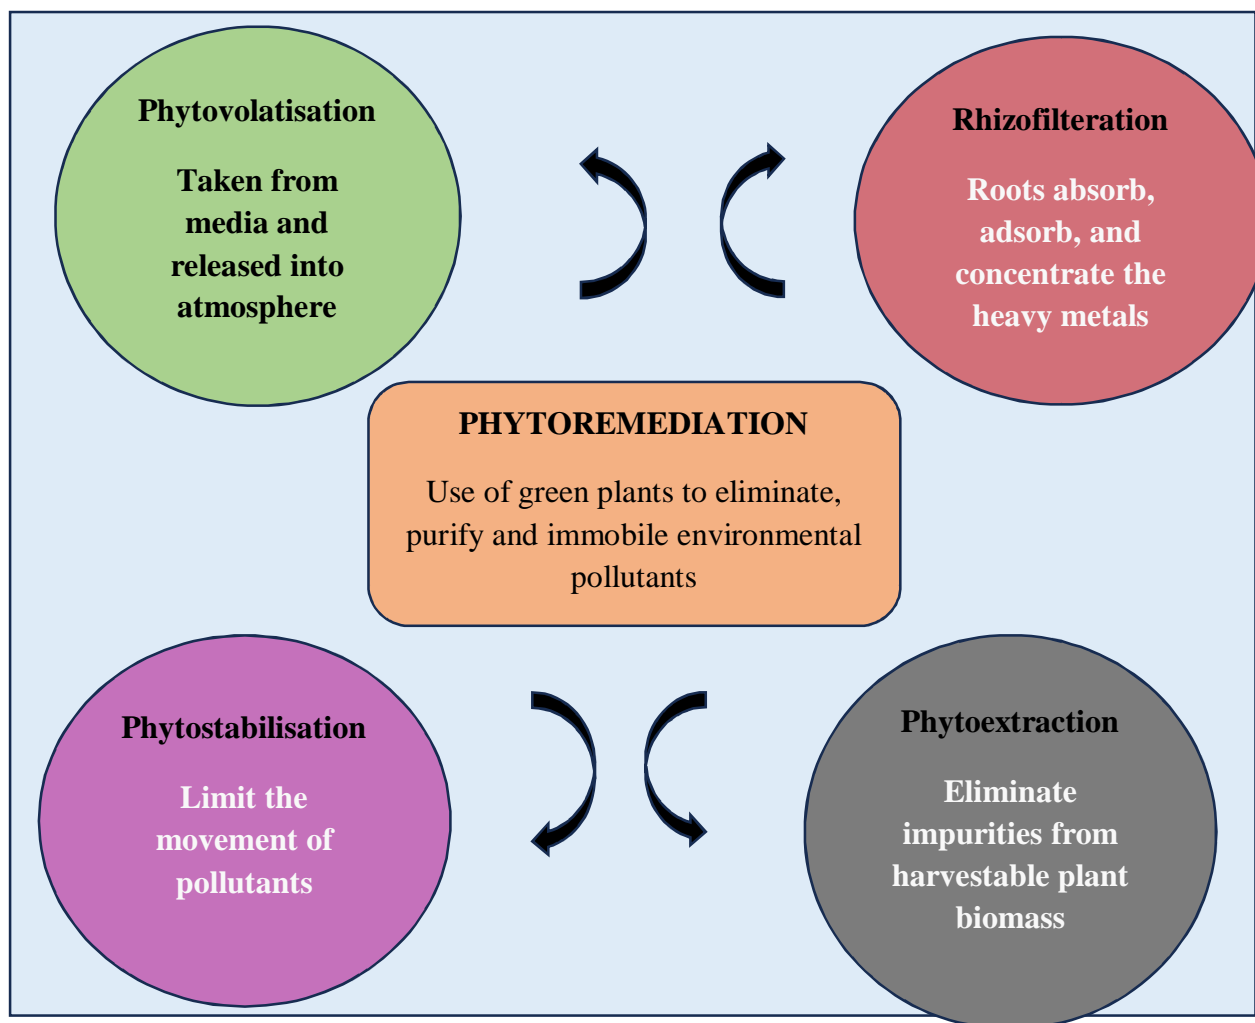 Phytovolatisation
Taken from
media and
released into
atmosphere
Rhizofilteration
Roots absorb,
adsorb, and
concentrate the
heavy metals
PHYTOREMEDIATION
Use of green plants to eliminate,
purify and immobile environmental
pollutants
Phytostabilisation
Limit the
movement of
pollutants
Phytoextraction
Eliminate
impurities from
harvestable plant
biomass